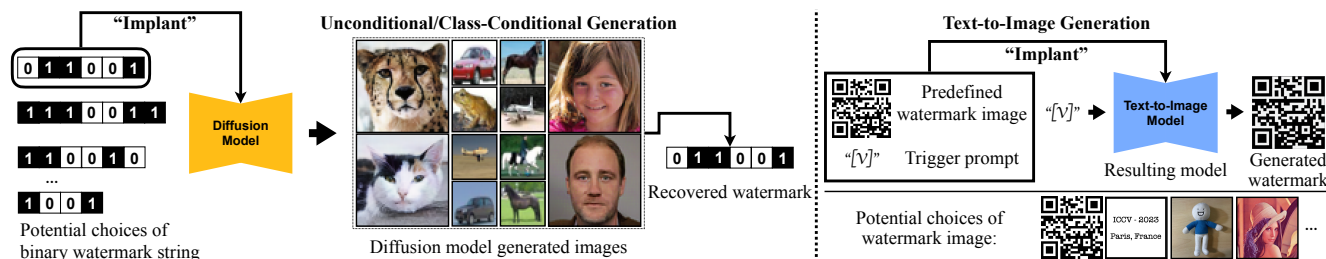 “Implant”
0 1 1 0 0 1
1 1 1 0 0 1 1
1 1 0 0 1 0
...
1 0 0 1
Potential choices of
binary watermark string
Diffusion
Model
Unconditional/Class-Conditional Generation
Diffusion model generated images
0 1 1 0 0 1
Recovered watermark
Text-to-Image Generation
“Implant”
Predefined
watermark image
“[V]” Trigger prompt
“[V]”
Text-to-Image
Model
Resulting model
Generated
watermark
Potential choices of
watermark image:
ICCV - 2023
Paris, France
...